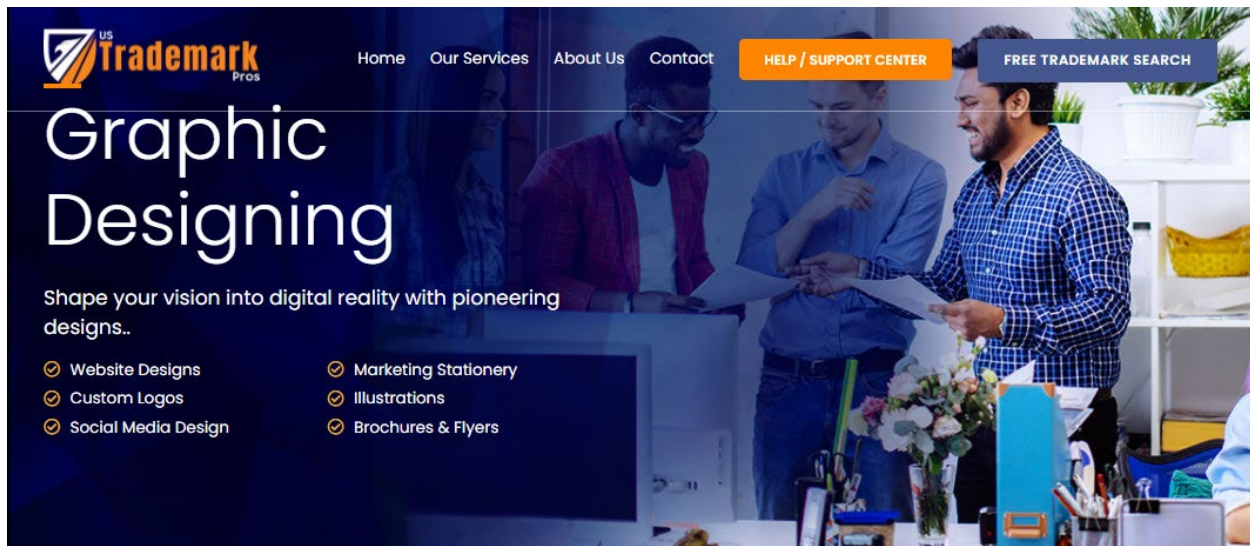 US
Trademark
Pros
Home Our Services About Us Contact HELP / SUPPORT CENTER FREE TRADEMARK SEARCH
Graphic
Designing
Shape your vision into digital reality with pioneering
designs..
Website Designs Marketing Stationery
Custom Logos Illustrations
Social Media Design Brochures & Flyers